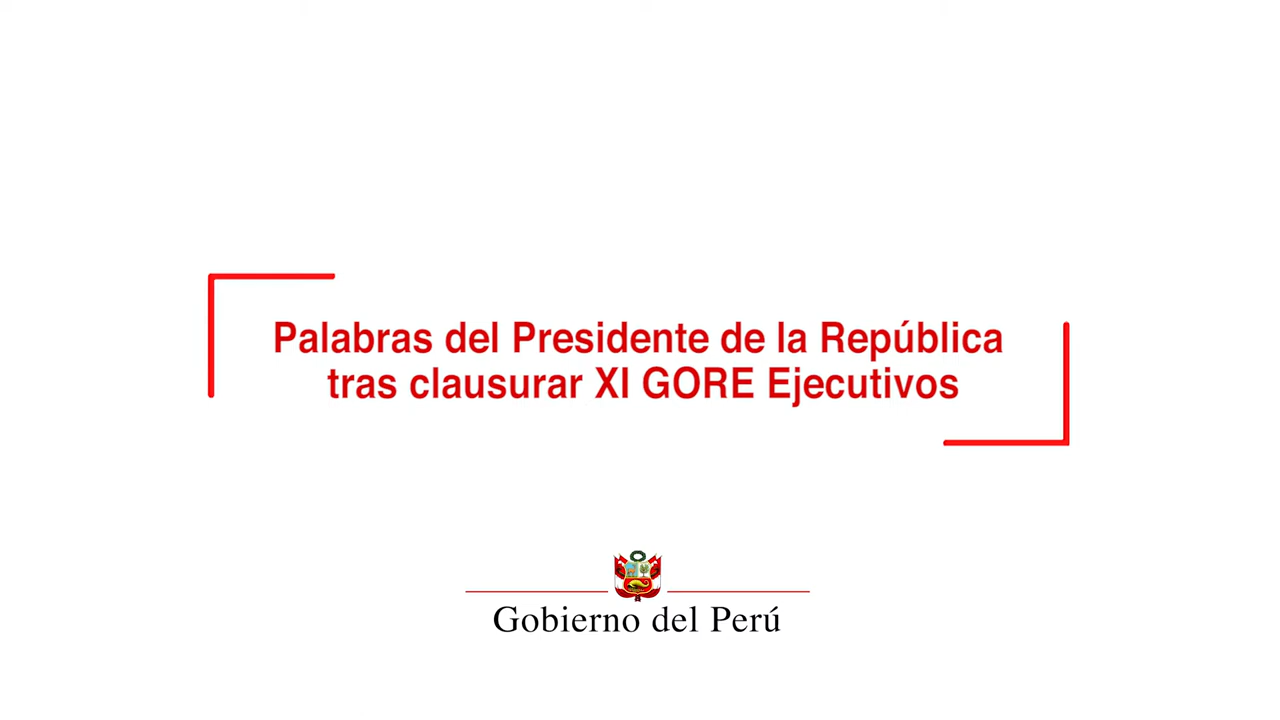 Palabras del Presidente de la República
tras clausurar XI GORE Ejecutivos
Gobierno del Perú